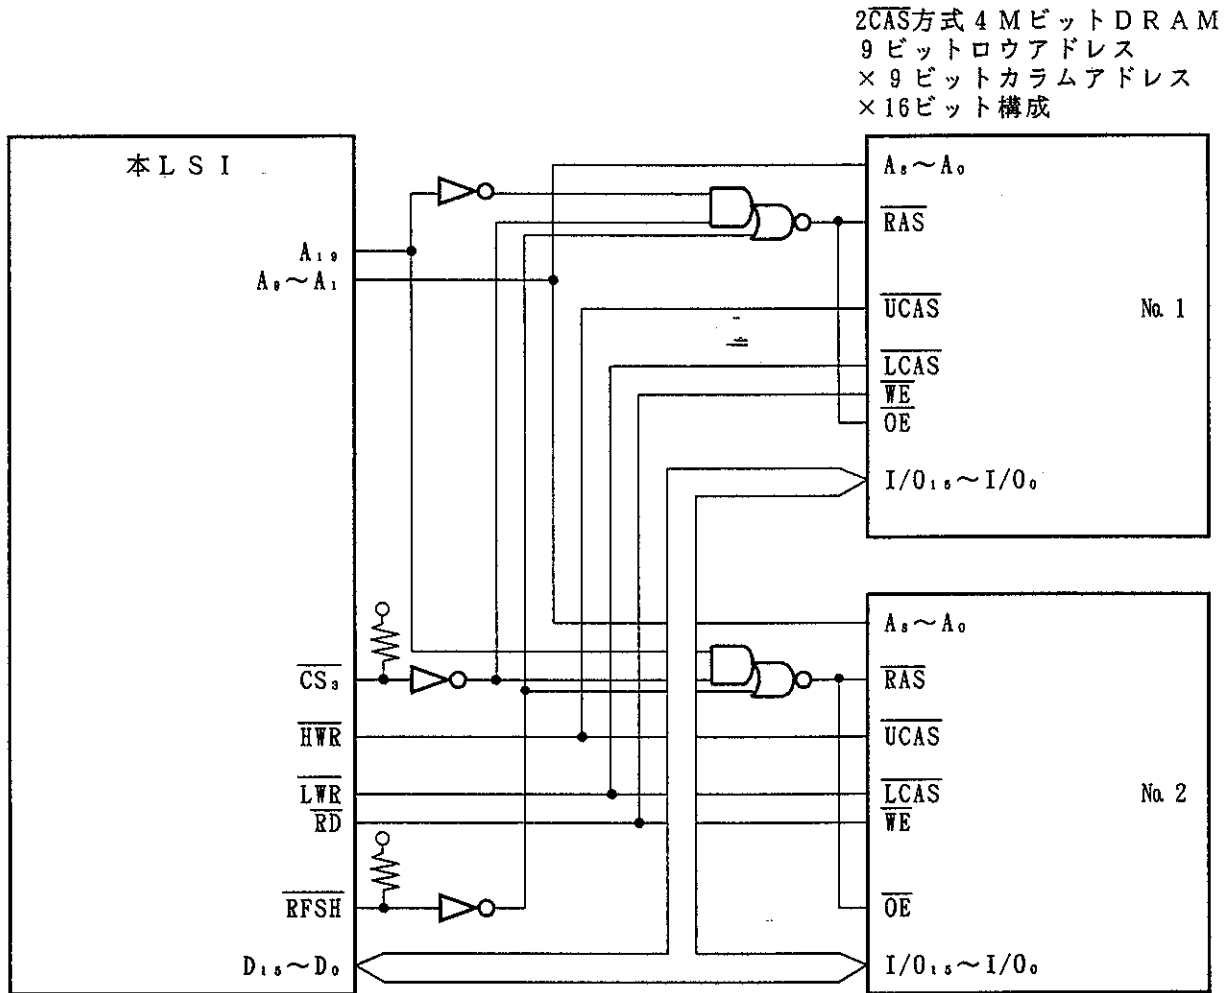 2CAS方式4MビットDRAM
9ビットロウアドレス
×9ビットカラムアドレス
×16ビット構成
本LSI
A₁₉
A₉～A₁
CS₃
HWR
LWR
RD
RFSH
D₁₅～D₀
A₈～A₀
RAS
UCAS
No.1
LCAS
WE
OE
I/O₁₅～I/O₀
A₈～A₀
RAS
UCAS
LCAS
No.2
WE
OE
I/O₁₅～I/O₀